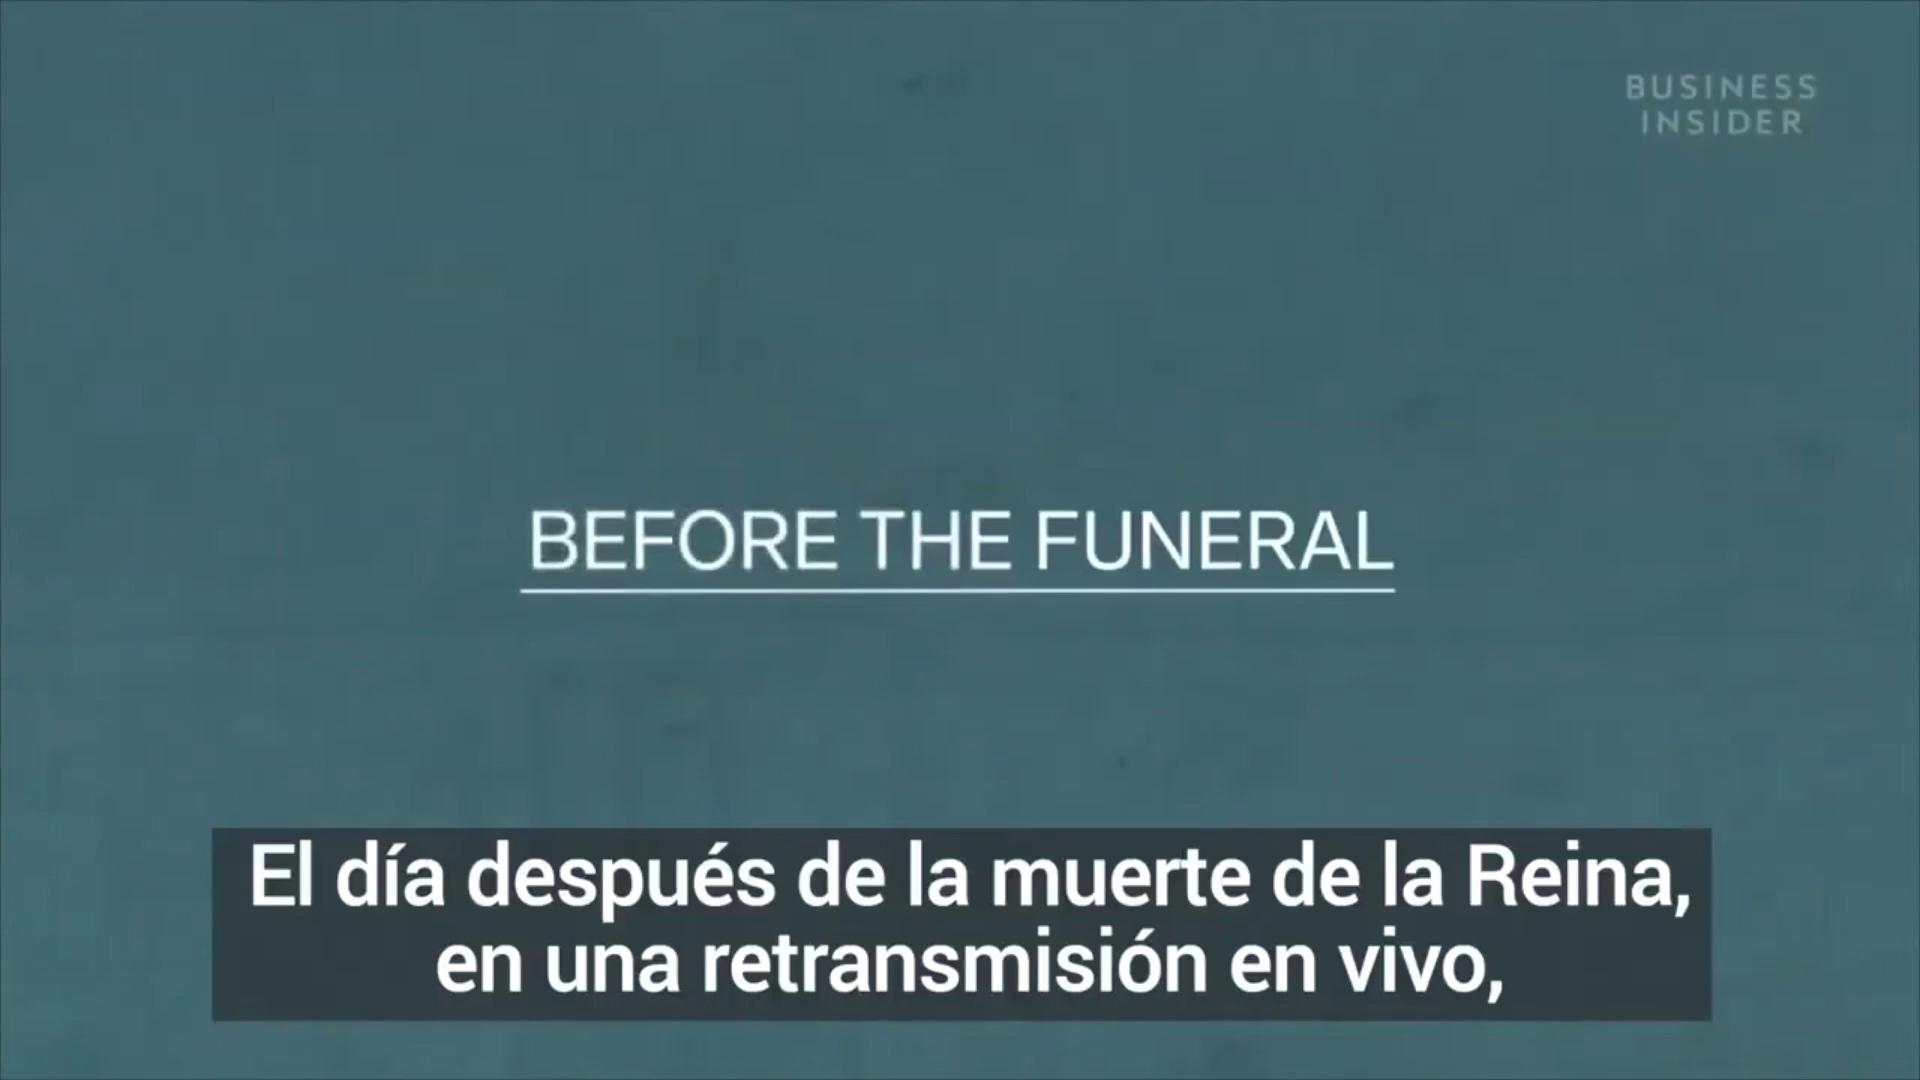 BUSINESS
INSIDER
BEFORE THE FUNERAL
El día después de la muerte de la Reina,
en una retransmisión en vivo,